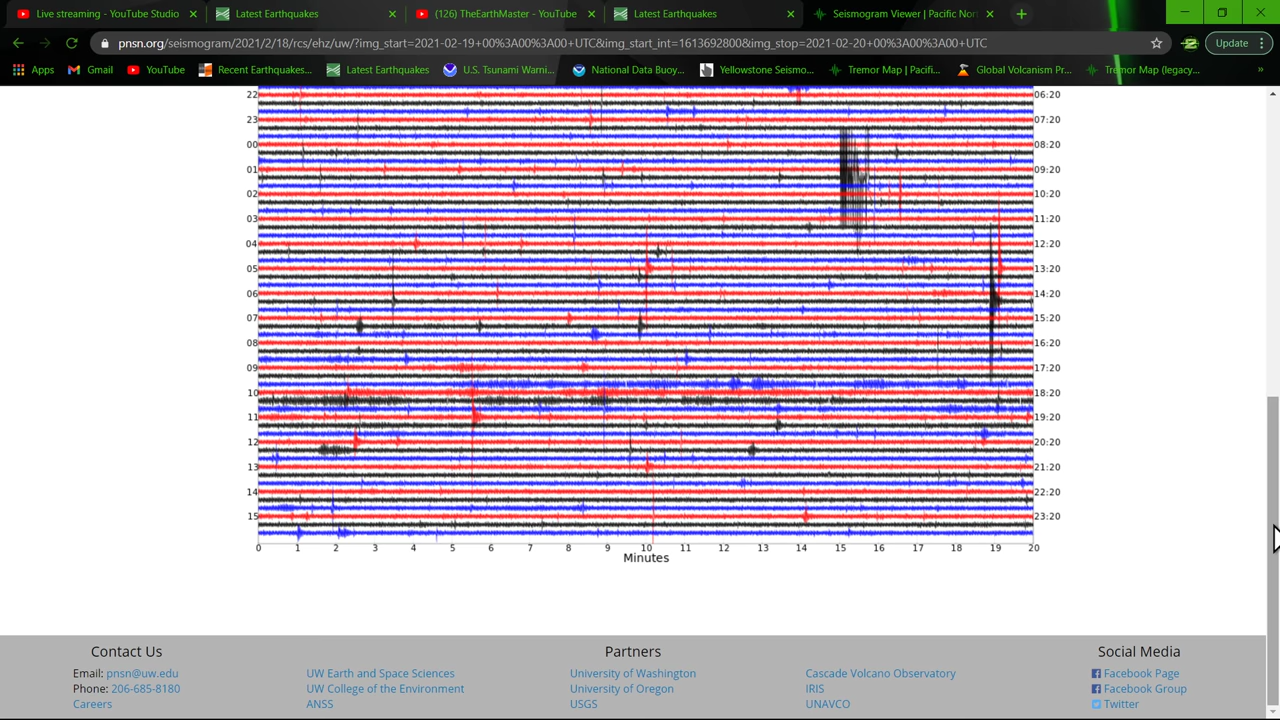 Live streaming - YouTube Studio
Latest Earthquakes
(126) TheEarthMaster - YouTube
Latest Earthquakes
Seismogram Viewer | Pacific Nor
pnsn.org/seismogram/2021/2/18/rcs/ehz/uw/?img_start=2021-02-19+00%3A00%3A00+UTC&img_start_int=1613692800&img_stop=2021-02-20+00%3A00%3A00+UTC
Update
Apps
Gmail
YouTube
Recent Earthquakes...
Latest Earthquakes
U.S. Tsunami Warni...
National Data Buoy...
Yellowstone Seismo...
Tremor Map | Pacifi...
Global Volcanism Pr...
Tremor Map (legacy...
»
22 06:20
23 07:20
00 08:20
01 09:20
02 10:20
03 11:20
04 12:20
05 13:20
06 14:20
07 15:20
08 16:20
09 17:20
10 18:20
11 19:20
12 20:20
13 21:20
14 22:20
15 23:20
0 1 2 3 4 5 6 7 8 9 10 11 12 13 14 15 16 17 18 19 20
Minutes
Contact Us
Email: pnsn@uw.edu
Phone: 206-685-8180
Careers
UW Earth and Space Sciences
UW College of the Environment
ANSS
Partners
University of Washington
University of Oregon
USGS
Cascade Volcano Observatory
IRIS
UNAVCO
Social Media
Facebook Page
Facebook Group
Twitter